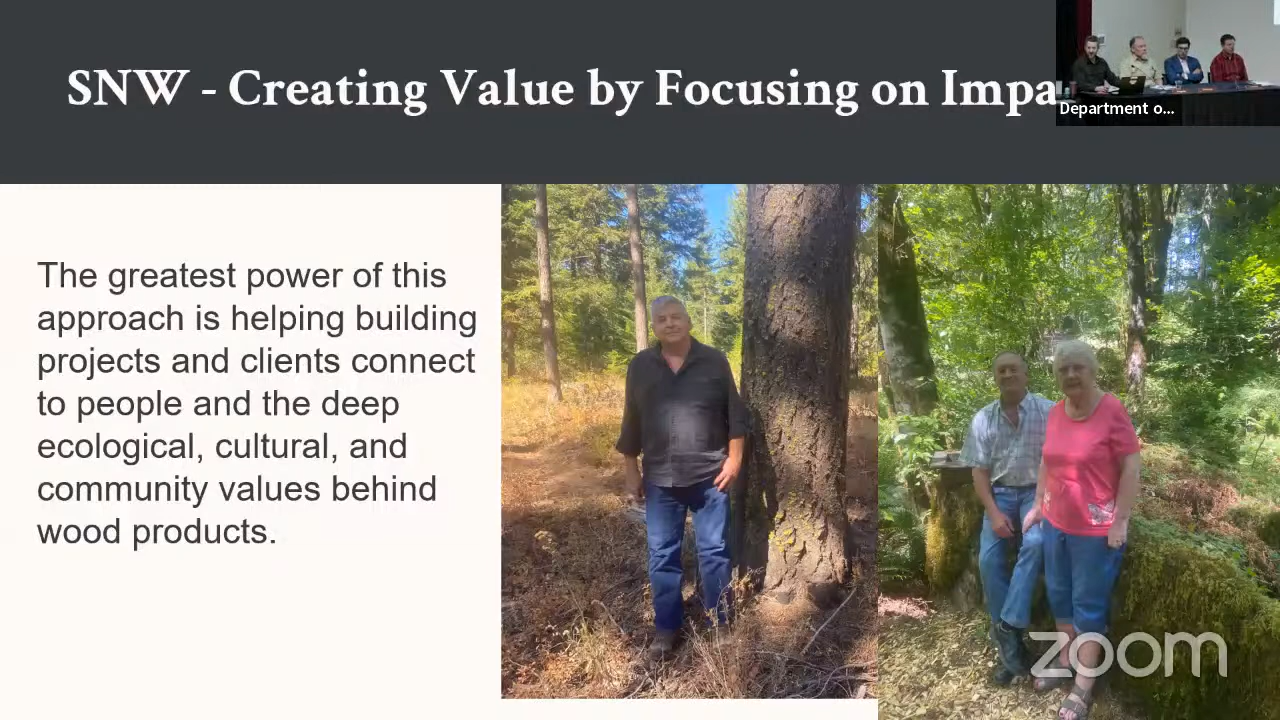 SNW - Creating Value by Focusing on Impa
Department o...
The greatest power of this
approach is helping building
projects and clients connect
to people and the deep
ecological, cultural, and
community values behind
wood products.
zoom